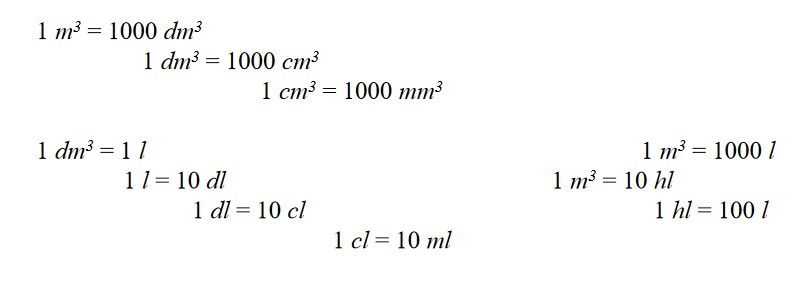 1 m³ = 1000 dm³
1 dm³ = 1000 cm³
1 cm³ = 1000 mm³
1 dm³ = 1 l
1 m³ = 1000 l
1 l = 10 dl
1 m³ = 10 hl
1 dl = 10 cl
1 hl = 100 l
1 cl = 10 ml